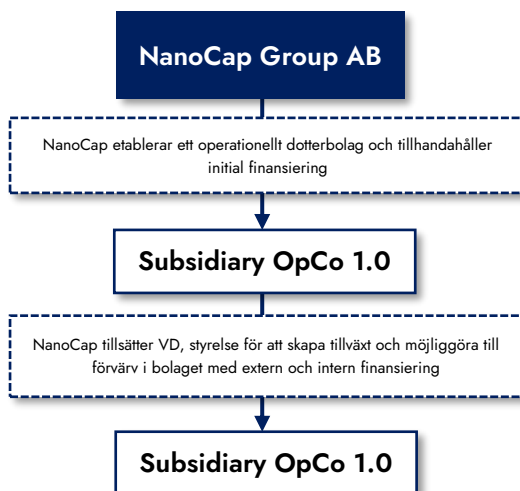 NanoCap Group AB
NanoCap etablerar ett operationellt dotterbolag och tillhandahåller
initial finansiering
Subsidiary OpCo 1.0
NanoCap tillsätter VD, styrelse för att skapa tillväxt och möjliggöra till
förvärv i bolaget med extern och intern finansiering
Subsidiary OpCo 1.0